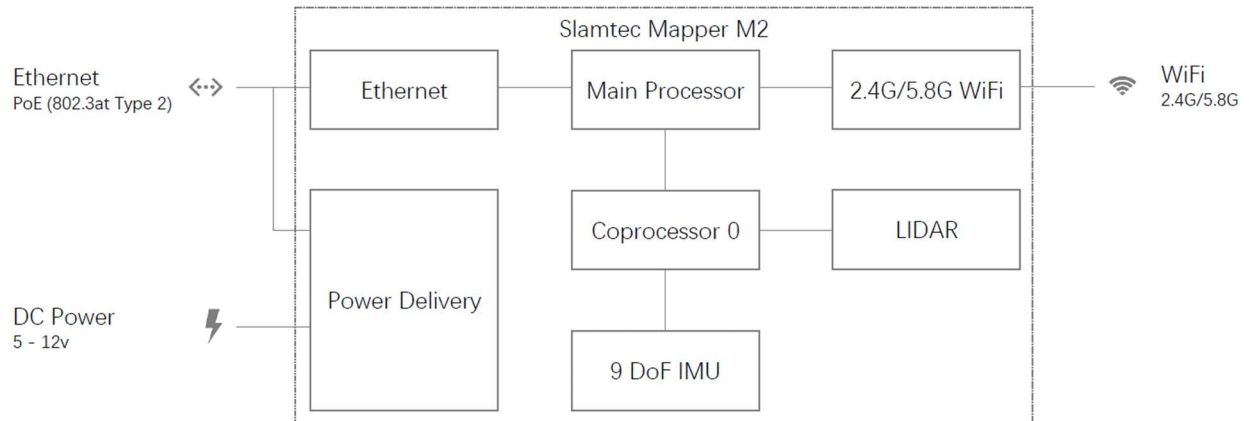 Slamtec Mapper M2
Ethernet
PoE (802.3at Type 2)
Ethernet
Main Processor
2.4G/5.8G WiFi
WiFi
2.4G/5.8G
Coprocessor 0
LIDAR
Power Delivery
DC Power
5 - 12v
9 DoF IMU